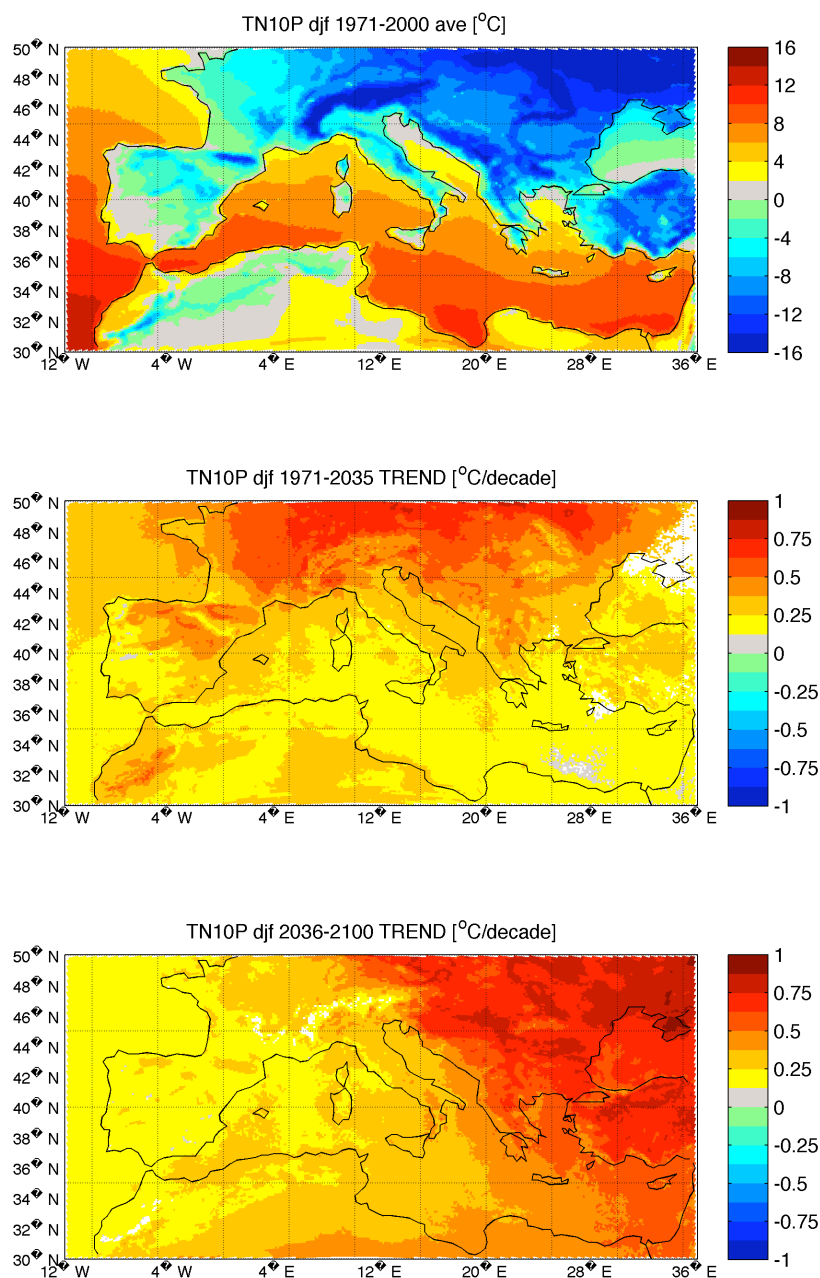 TN10P djf 1971-2000 ave [°C]
50� N
48� N
46� N
44� N
42� N
40� N
38� N
36� N
34� N
32� N
30� N
12� W
4� W
4� E
12� E
20� E
28� E
36� E
16
12
8
4
0
-4
-8
-12
-16
TN10P djf 1971-2035 TREND [°C/decade]
50� N
48� N
46� N
44� N
42� N
40� N
38� N
36� N
34� N
32� N
30� N
12� W
4� W
4� E
12� E
20� E
28� E
36� E
1
0.75
0.5
0.25
0
-0.25
-0.5
-0.75
-1
TN10P djf 2036-2100 TREND [°C/decade]
50� N
48� N
46� N
44� N
42� N
40� N
38� N
36� N
34� N
32� N
30� N
12� W
4� W
4� E
12� E
20� E
28� E
36� E
1
0.75
0.5
0.25
0
-0.25
-0.5
-0.75
-1